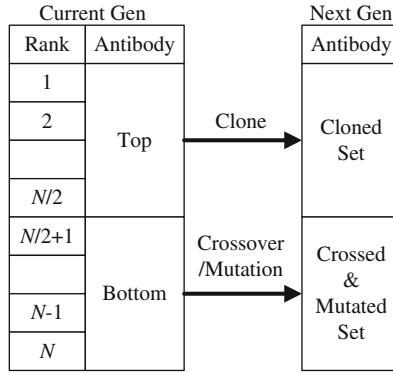 Current Gen
Next Gen
Rank Antibody
Antibody
1
2
Top
Clone
Cloned
Set
N/2
N/2+1
Crossover
/Mutation
Bottom
Crossed
&
Mutated
Set
N-1
N